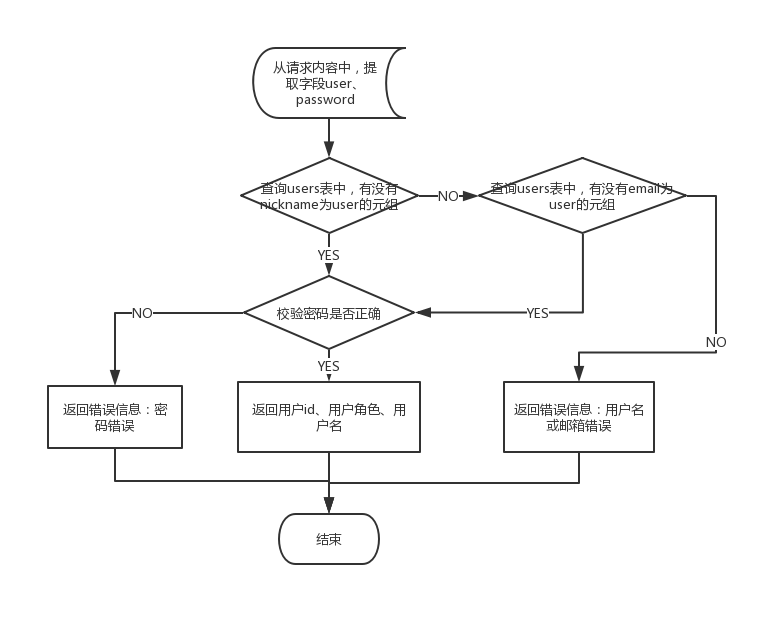 从请求内容中，提
取字段user、
password
查询users表中，有没有
nickname为user的元组
NO
查询users表中，有没有email为
user的元组
YES
校验密码是否正确
NO
YES
NO
YES
返回错误信息：密
码错误
返回用户id、用户角色、用
户名
返回错误信息：用户名
或邮箱错误
结束